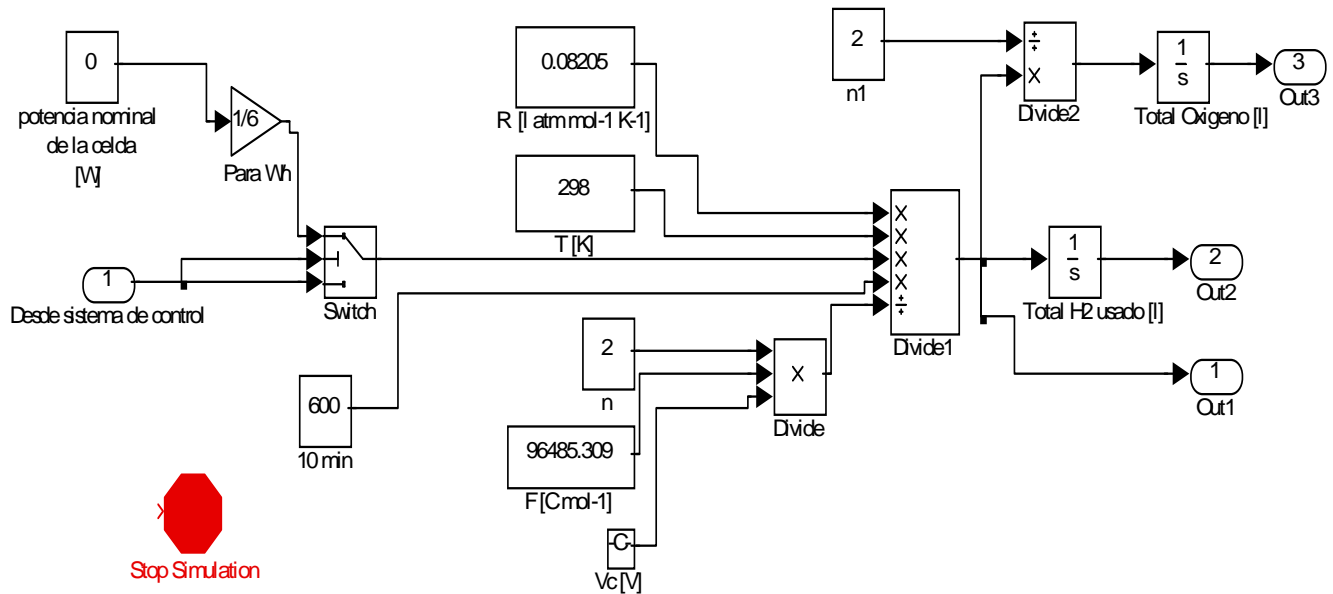 0
potencia nominal
de la celda
[W]
1/6
Para Wh
1
Desde sistema de control
Switch
0.08205
R [l atm mol-1 K-1]
298
T [K]
600
10 min
2
n
96485.309
F [C mol-1]
-C-
Vc [V]
X
Divide
X
X
X
X
÷
Divide1
2
n1
÷
X
Divide2
1
s
Total Oxigeno [l]
3
Out3
1
s
Total H2 usado [l]
2
Out2
1
Out1
Stop Simulation